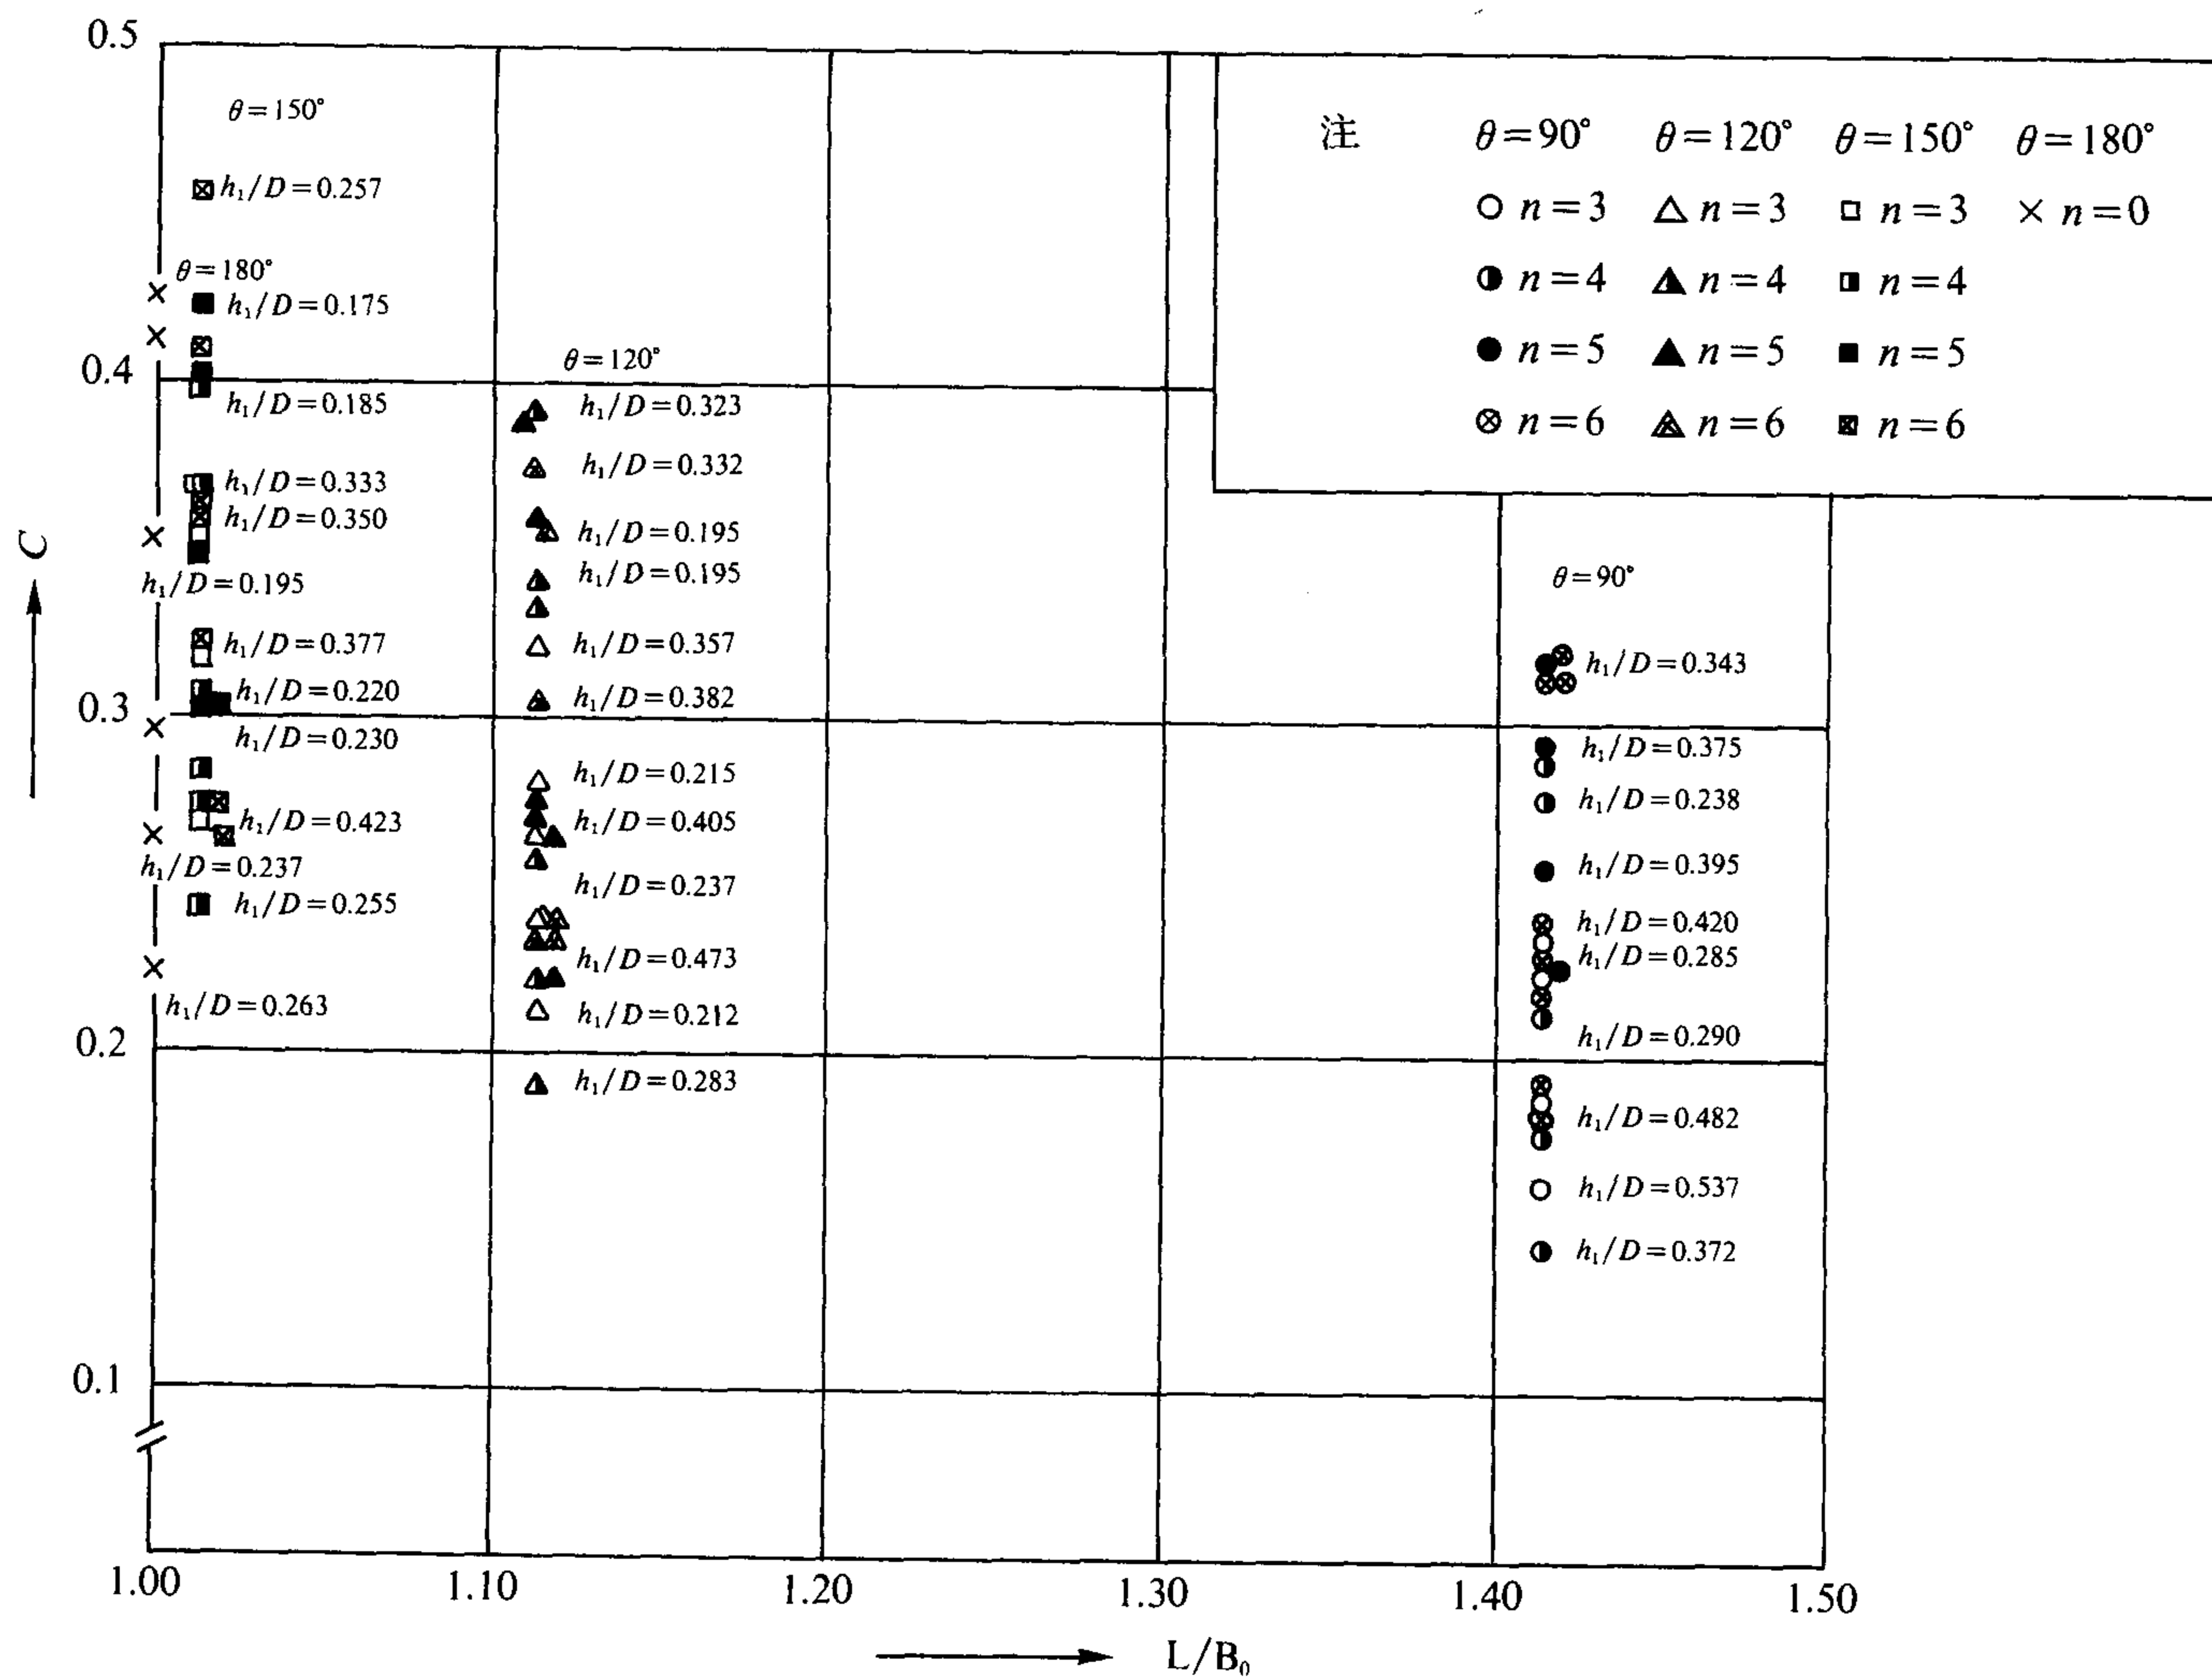 0.5
0.4
0.3
0.2
0.1
C
1.00
1.10
1.20
1.30
1.40
1.50
L/B₀
注 θ=90° θ=120° θ=150° θ=180°
○ n=3 △ n=3 □ n=3 × n=0
n=4 n=4 n=4
● n=5 ▲ n=5 ■ n=5
⊗ n=6 n=6 n=6
θ=150°
h₁/D=0.257
θ=180°
h₁/D=0.175
h₁/D=0.185
h₁/D=0.333
h₁/D=0.350
h₁/D=0.195
h₁/D=0.377
h₁/D=0.220
h₁/D=0.230
h₁/D=0.423
h₁/D=0.237
h₁/D=0.255
h₁/D=0.263
θ=120°
h₁/D=0.323
h₁/D=0.332
h₁/D=0.195
h₁/D=0.195
h₁/D=0.357
h₁/D=0.382
h₁/D=0.215
h₁/D=0.405
h₁/D=0.237
h₁/D=0.473
h₁/D=0.212
h₁/D=0.283
θ=90°
h₁/D=0.343
h₁/D=0.375
h₁/D=0.238
h₁/D=0.395
h₁/D=0.420
h₁/D=0.285
h₁/D=0.290
h₁/D=0.482
h₁/D=0.537
h₁/D=0.372